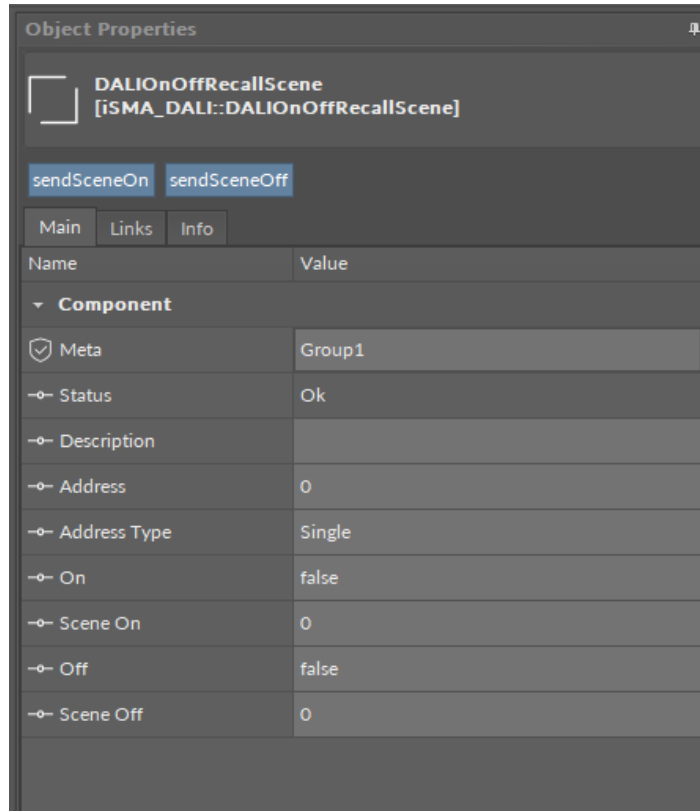 Object Properties
DALIOnOffRecallScene
[iSMA_DALI::DALIOnOffRecallScene]
sendSceneOn sendSceneOff
Main Links Info
Name Value
Component
Meta Group1
Status Ok
Description
Address 0
Address Type Single
On false
Scene On 0
Off false
Scene Off 0